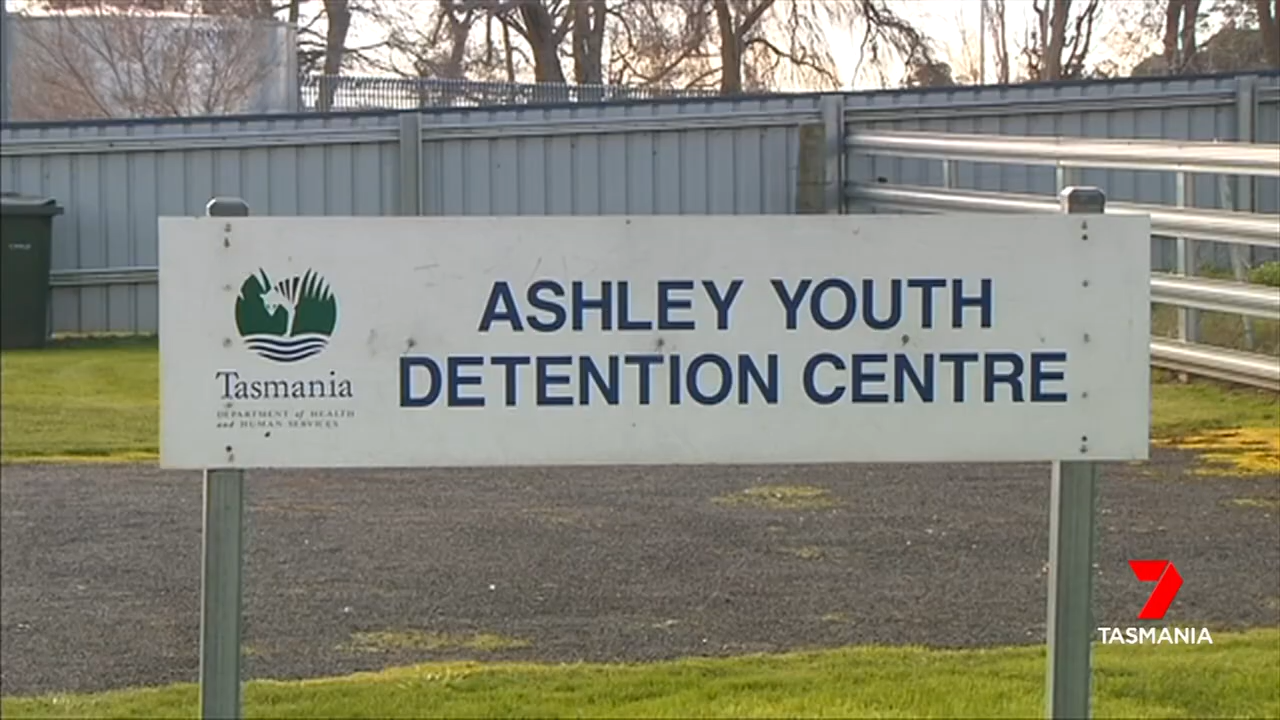 ASHLEY YOUTH
DETENTION CENTRE
Tasmania
DEPARTMENT of HEALTH
and HUMAN SERVICES
7
TASMANIA